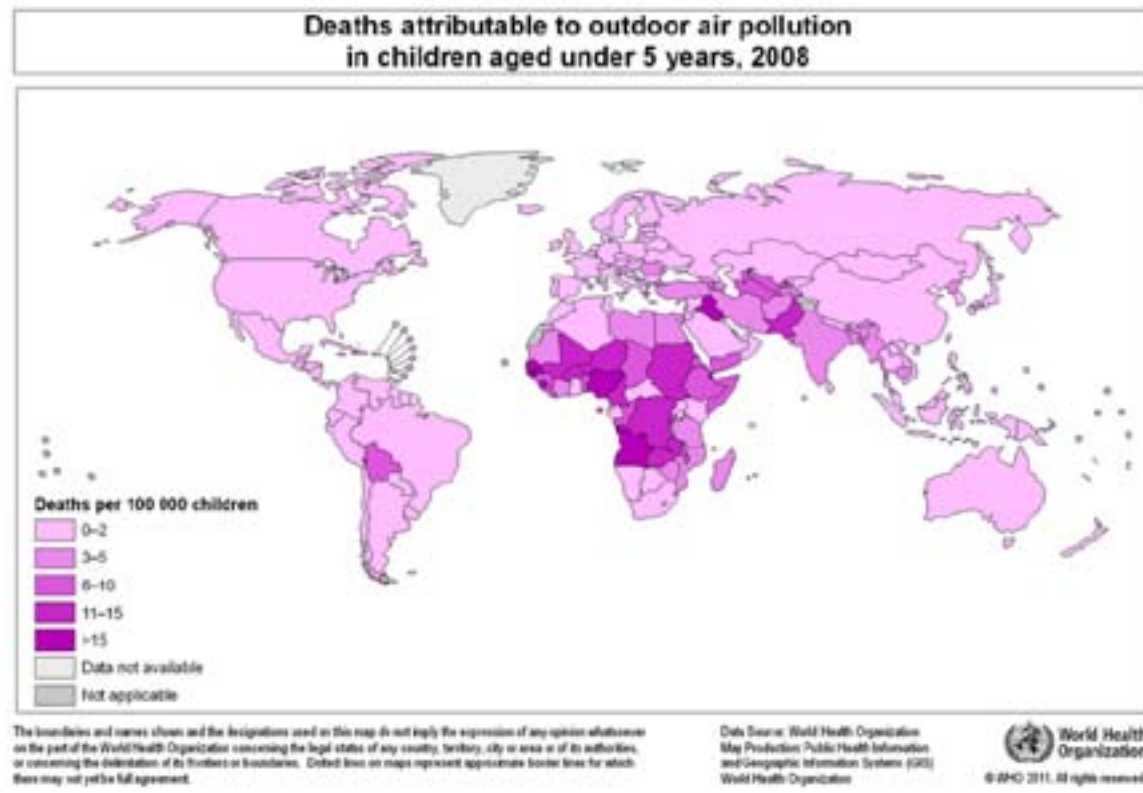 Deaths attributable to outdoor air pollution
in children aged under 5 years, 2008
Deaths per 100 000 children
0–2
3–5
6–10
11–15
>15
Data not available
Not applicable
The boundaries and names shown and the designations used on this map do not imply the expression of any opinion whatsoever
on the part of the World Health Organization concerning the legal status of any country, territory, city or area or of its authorities,
or concerning the delimitation of its frontiers or boundaries. Dotted lines on maps represent approximate border lines for which
there may not yet be full agreement.
Data Source: World Health Organization
Map Production: Public Health Information
and Geographic Information Systems (GIS)
World Health Organization
World Health
Organization
© WHO 2011. All rights reserved